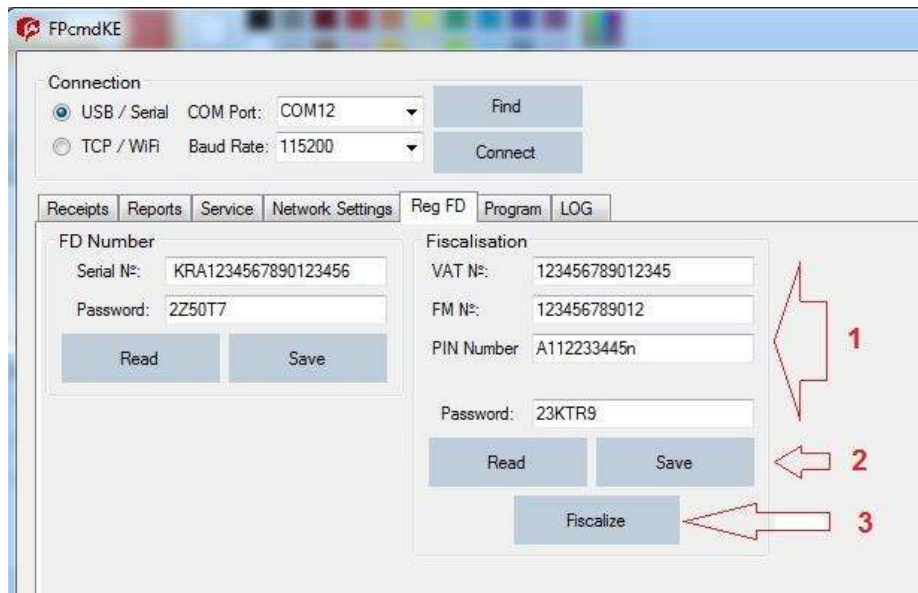 FPcmdKE
Connection
USB / Serial COM Port: COM12 Find
TCP / WiFi Baud Rate: 115200 Connect
Receipts Reports Service Network Settings Reg FD Program LOG
FD Number
Serial Nº: KRA1234567890123456
Password: 2Z50T7
Read Save
Fiscalisation
VAT Nº: 123456789012345
FM Nº: 123456789012
PIN Number A112233445n
1
Password: 23KTR9
Read Save 2
Fiscalize 3